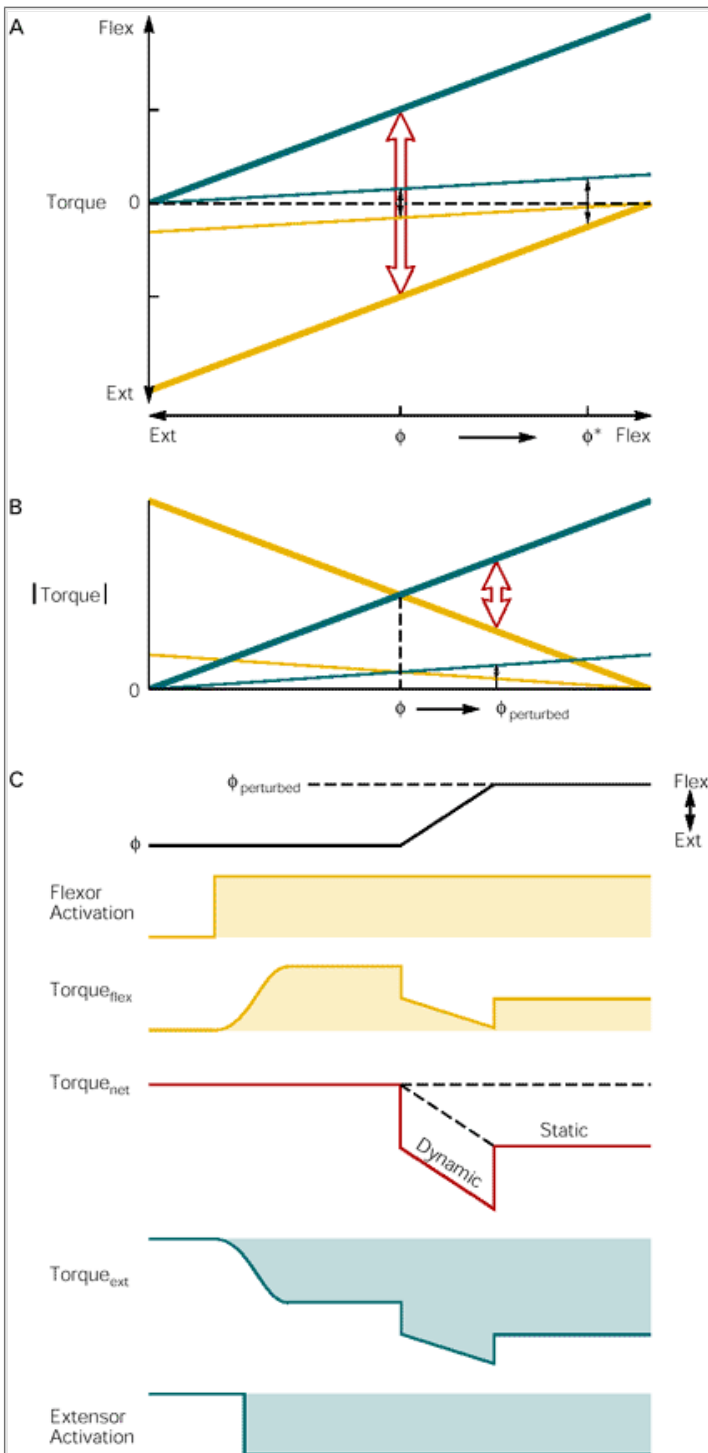 A
Flex
Torque 0
Ext
Ext ϕ ϕ* Flex
B
|Torque|
0
ϕ ϕperturbed
C
ϕperturbed
Flex
ϕ
Ext
Flexor
Activation
Torqueflex
Torquenet
Static
Dynamic
Torqueext
Extensor
Activation